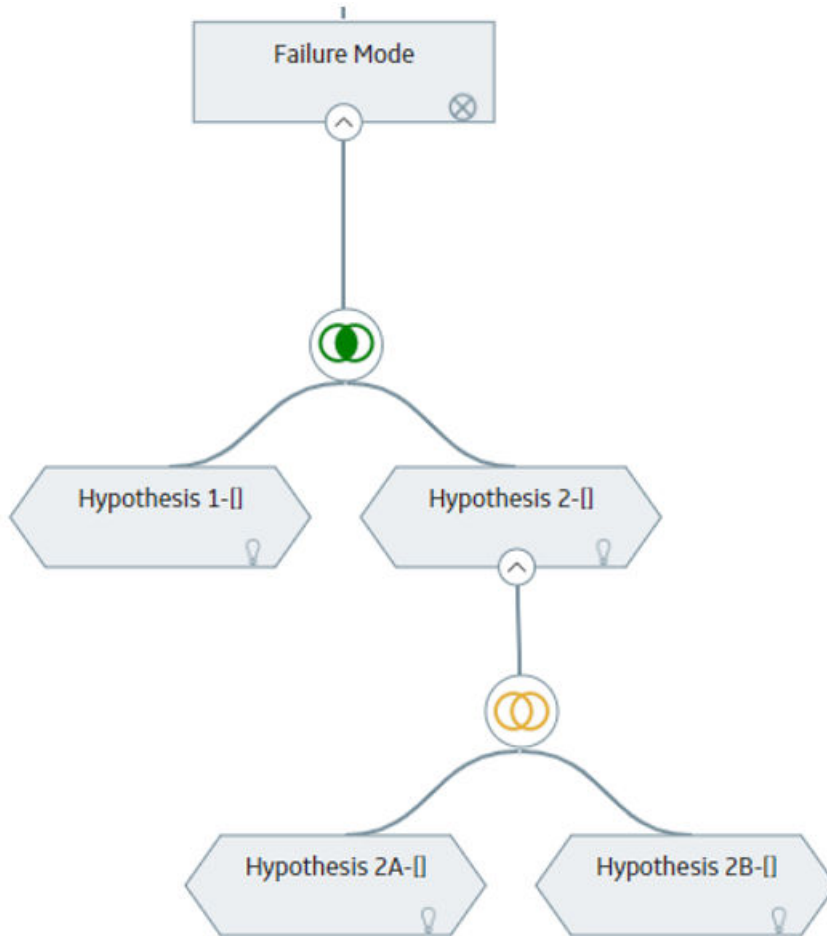 Failure Mode
Hypothesis 1-[]
Hypothesis 2-[]
Hypothesis 2A-[]
Hypothesis 2B-[]